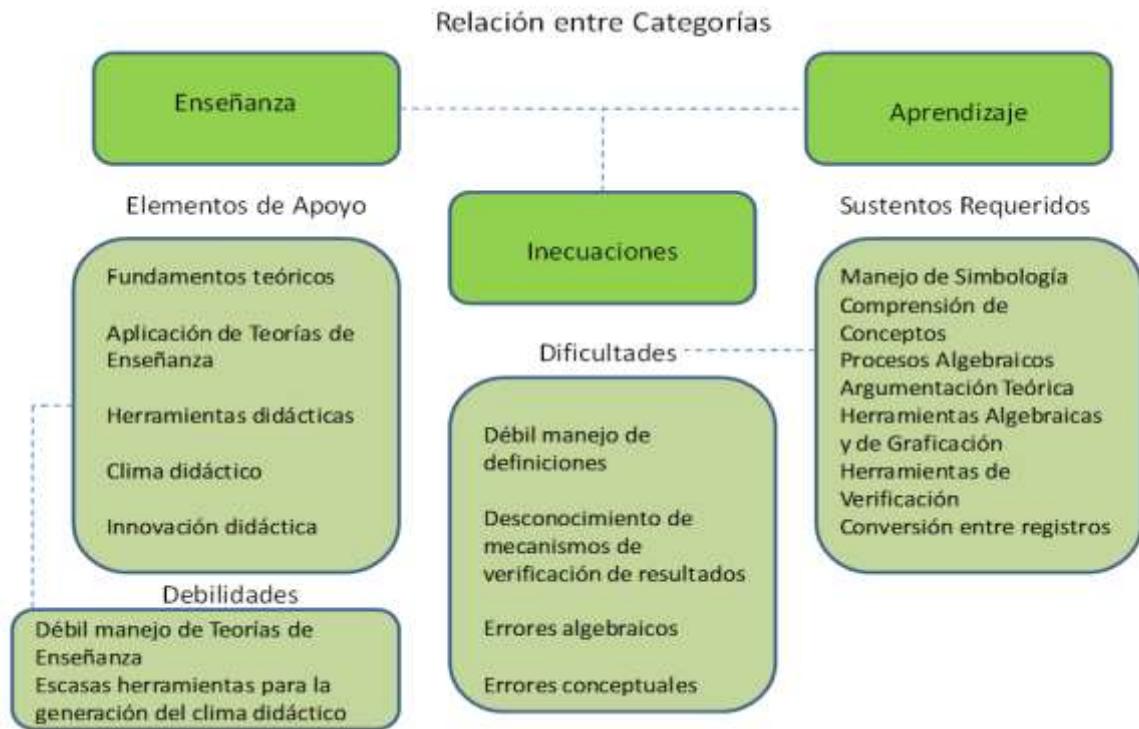 Relación entre Categorías
Enseñanza
Aprendizaje
Inecuaciones
Elementos de Apoyo
Fundamentos teóricos
Aplicación de Teorías de
Enseñanza
Herramientas didácticas
Clima didáctico
Innovación didáctica
Debilidades
Débil manejo de Teorías de
Enseñanza
Escasas herramientas para la
generación del clima didáctico
Dificultades
Débil manejo de
definiciones
Desconocimiento de
mecanismos de
verificación de resultados
Errores algebraicos
Errores conceptuales
Sustentos Requeridos
Manejo de Simbología
Comprensión de
Conceptos
Procesos Algebraicos
Argumentación Teórica
Herramientas Algebraicas
y de Graficación
Herramientas de
Verificación
Conversión entre registros